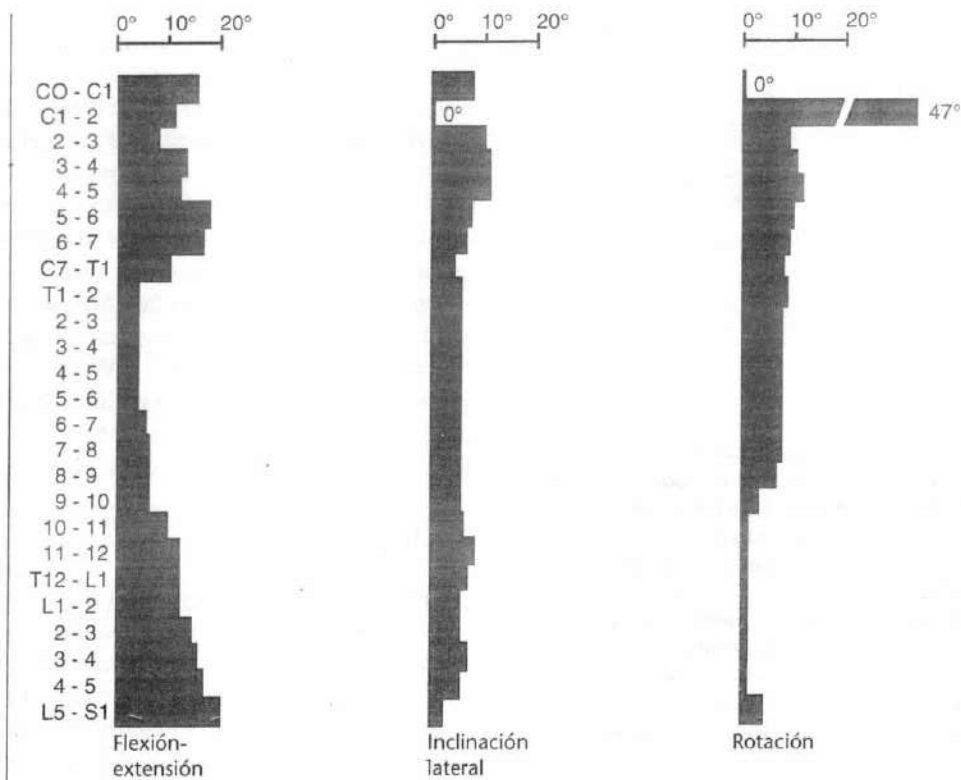 0° 10° 20°
0° 10° 20°
0° 10° 20°
CO - C1
0°
C1 - 2
0°
47°
2 - 3
3 - 4
4 - 5
5 - 6
6 - 7
C7 - T1
T1 - 2
2 - 3
3 - 4
4 - 5
5 - 6
6 - 7
7 - 8
8 - 9
9 - 10
10 - 11
11 - 12
T12 - L1
L1 - 2
2 - 3
3 - 4
4 - 5
L5 - S1
Flexión-
extensión
Inclinación
lateral
Rotación